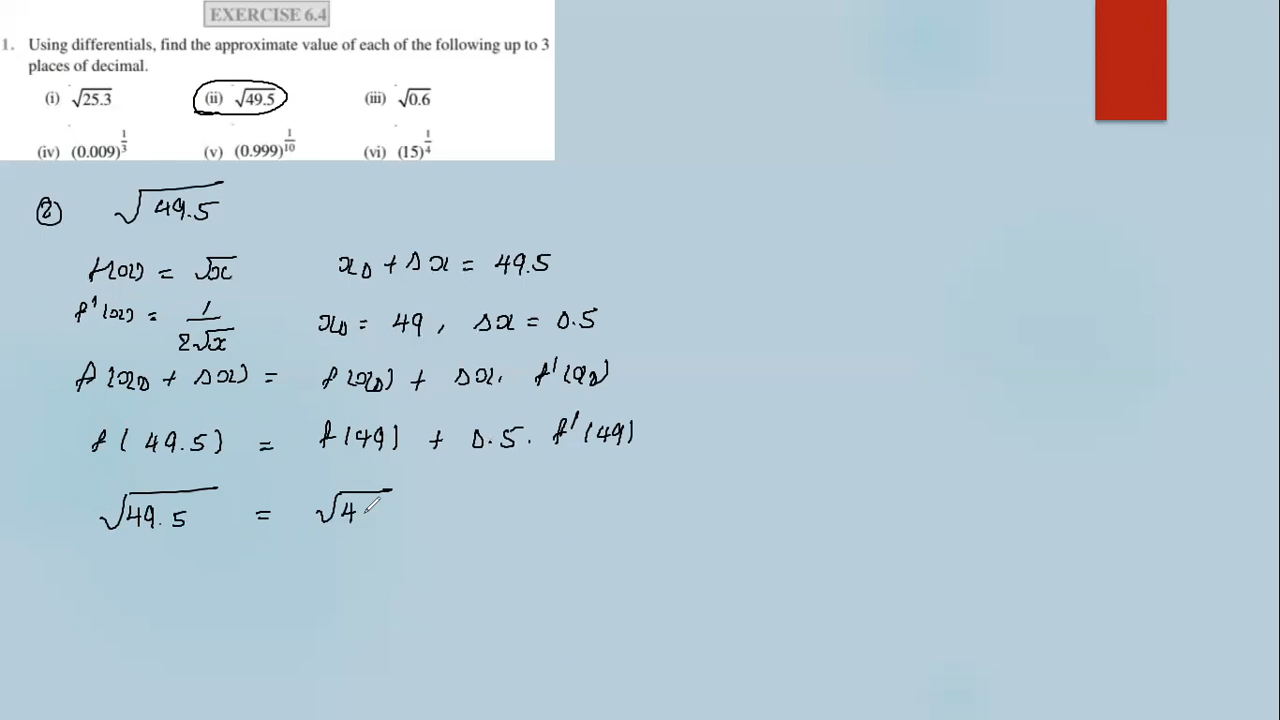 EXERCISE 6.4
1. Using differentials, find the approximate value of each of the following up to 3
places of decimal.
(i) √25.3 (ii) √49.5 (iii) √0.6
(iv) (0.009)^(1/3) (v) (0.999)^(1/10) (vi) (15)^(1/4)
② √49.5
f(x) = √x x₀ + Δx = 49.5
f'(x) = 1/(2√x) x₀ = 49 , Δx = 0.5
f(x₀ + Δx) = f(x₀) + Δx. f'(x₀)
f(49.5) = f(49) + 0.5. f'(49)
√49.5 = √4